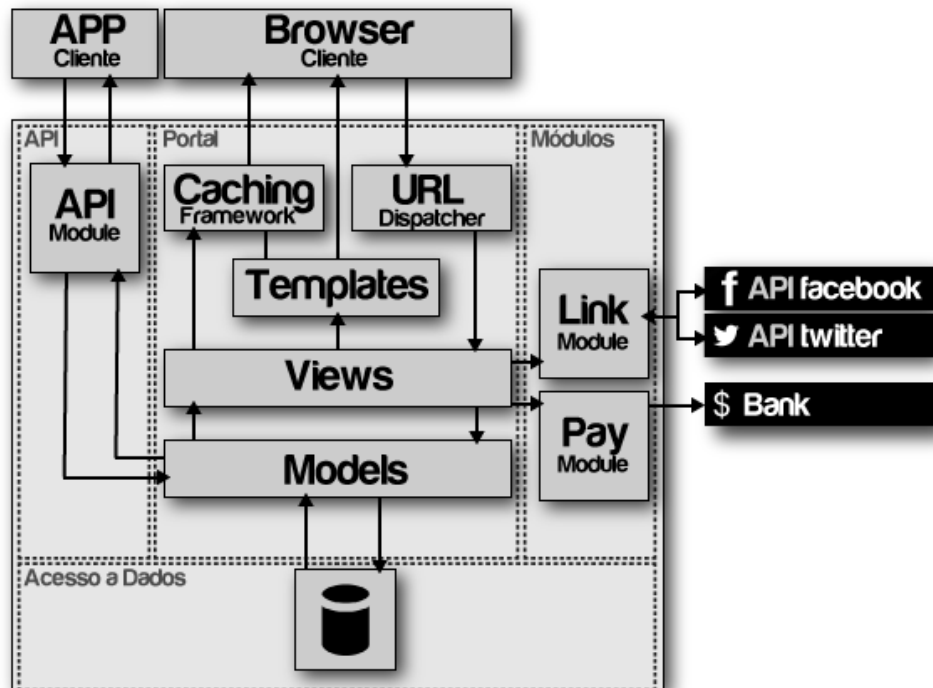 APP
Cliente
Browser
Cliente
API
Portal
Módulos
API
Module
Caching
Framework
URL
Dispatcher
Templates
Link
Module
f API facebook
API twitter
Views
$ Bank
Pay
Module
Models
Acesso a Dados